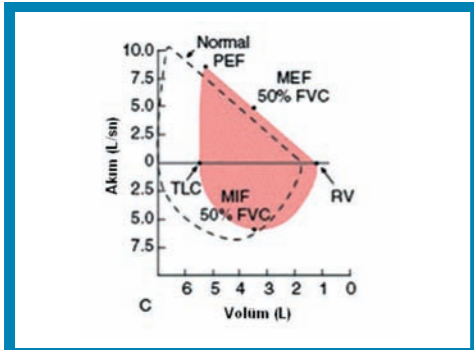 Normal
PEF
MEF
50% FVC
Akım (L/sn)
10.0
7.5
5.0
2.5
0
2.5
5.0
7.5
TLC
RV
MIF
50% FVC
6 5 4 3 2 1 0
C
Volüm (L)